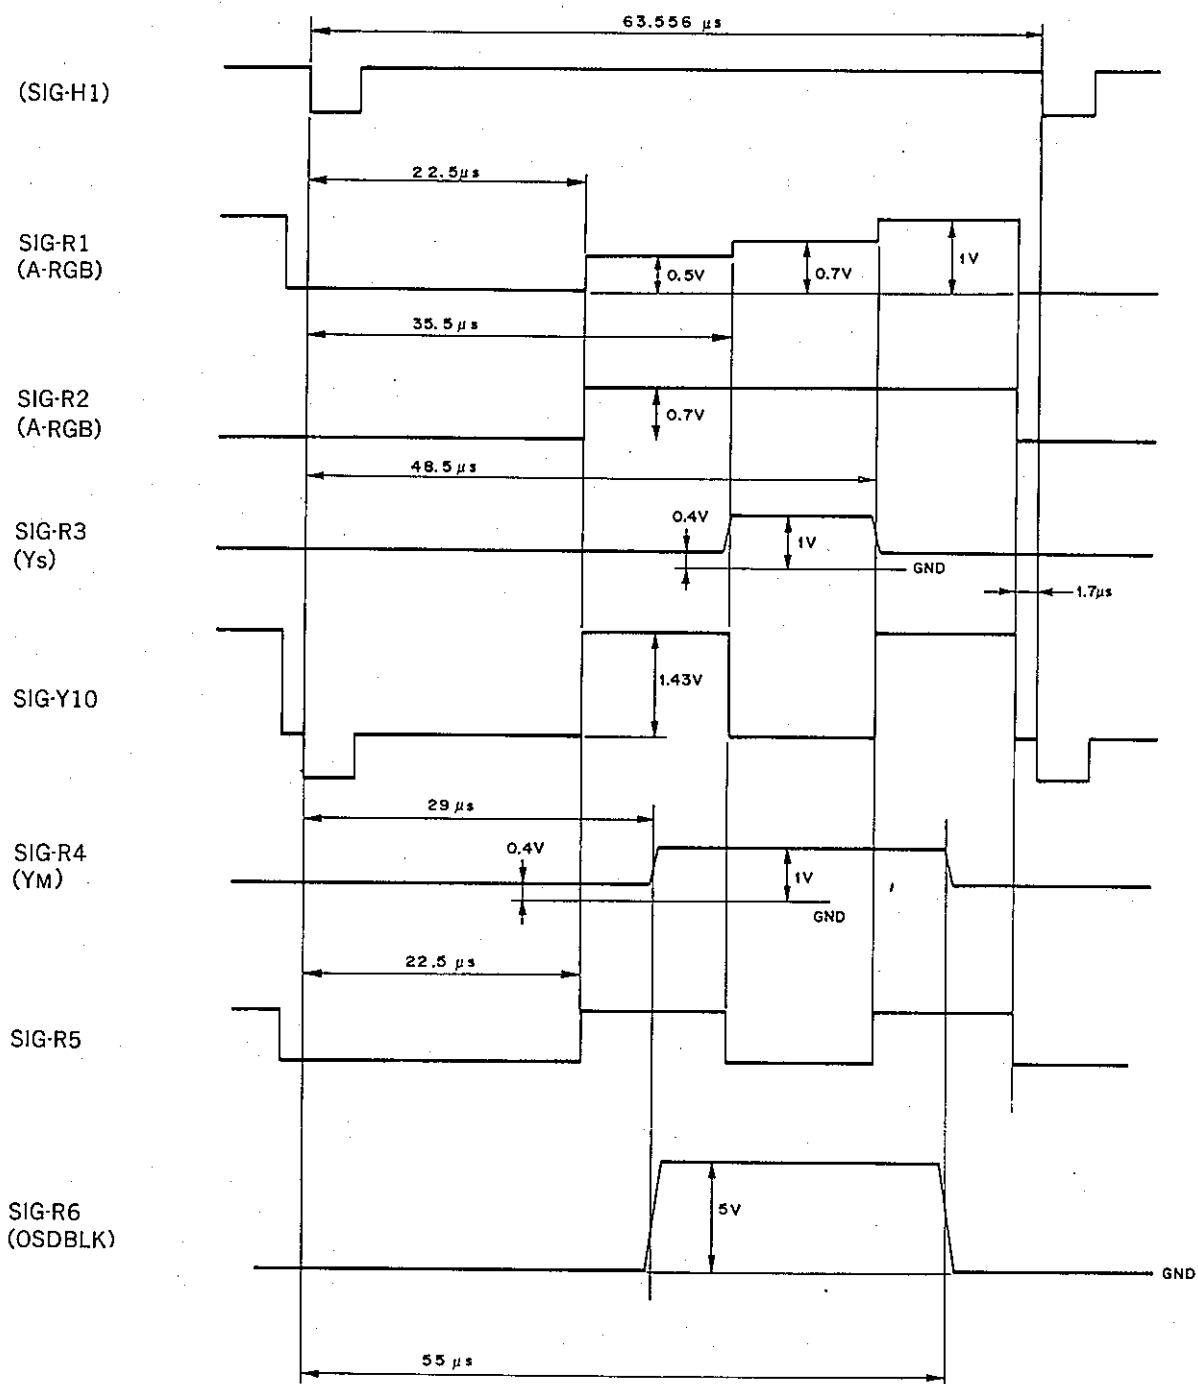 63.556 μs
(SIG-H1)
22.5μs
SIG-R1
(A-RGB)
0.5V
0.7V
1V
35.5 μs
SIG-R2
(A-RGB)
0.7V
48.5 μs
SIG-R3
(Ys)
0.4V
1V
GND
1.7μs
SIG-Y10
1.43V
29 μs
SIG-R4
(YM)
0.4V
1V
GND
22.5 μs
SIG-R5
SIG-R6
(OSDBLK)
5V
GND
55 μs